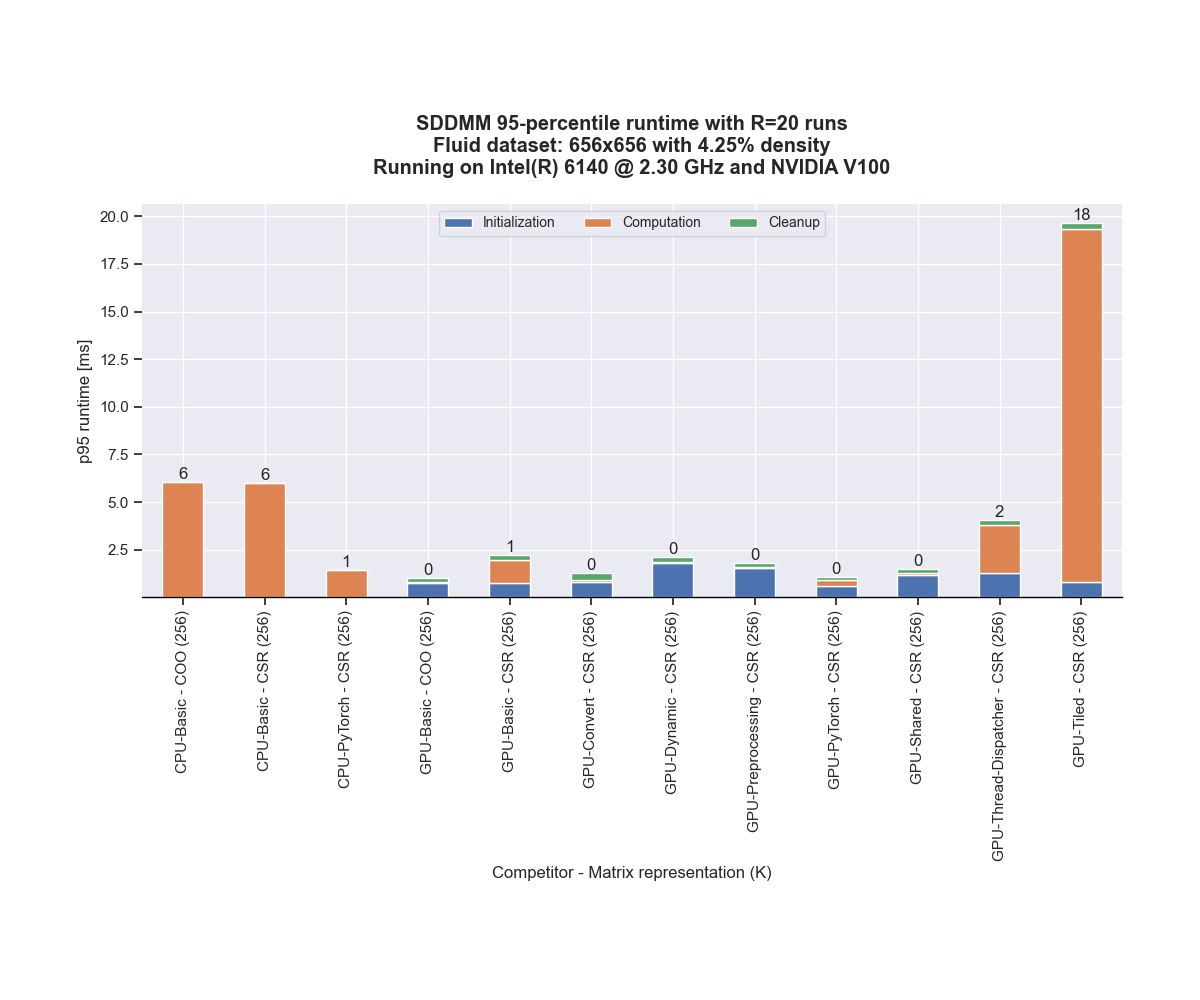 SDDMM 95-percentile runtime with R=20 runs
Fluid dataset: 656x656 with 4.25% density
Running on Intel(R) 6140 @ 2.30 GHz and NVIDIA V100
Initialization
Computation
Cleanup
p95 runtime [ms]
20.0
17.5
15.0
12.5
10.0
7.5
5.0
2.5
6
6
1
0
1
0
0
0
0
0
2
18
CPU-Basic - COO (256)
CPU-Basic - CSR (256)
CPU-PyTorch - CSR (256)
GPU-Basic - COO (256)
GPU-Basic - CSR (256)
GPU-Convert - CSR (256)
GPU-Dynamic - CSR (256)
GPU-Preprocessing - CSR (256)
GPU-PyTorch - CSR (256)
GPU-Shared - CSR (256)
GPU-Thread-Dispatcher - CSR (256)
GPU-Tiled - CSR (256)
Competitor - Matrix representation (K)